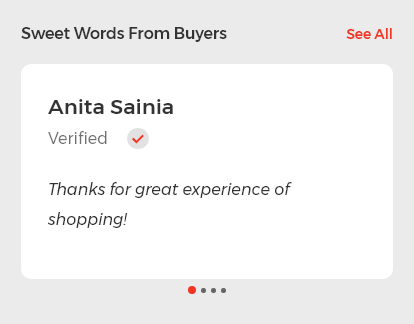 Sweet Words From Buyers
See All
Anita Sainia
Verified
Thanks for great experience of
shopping!